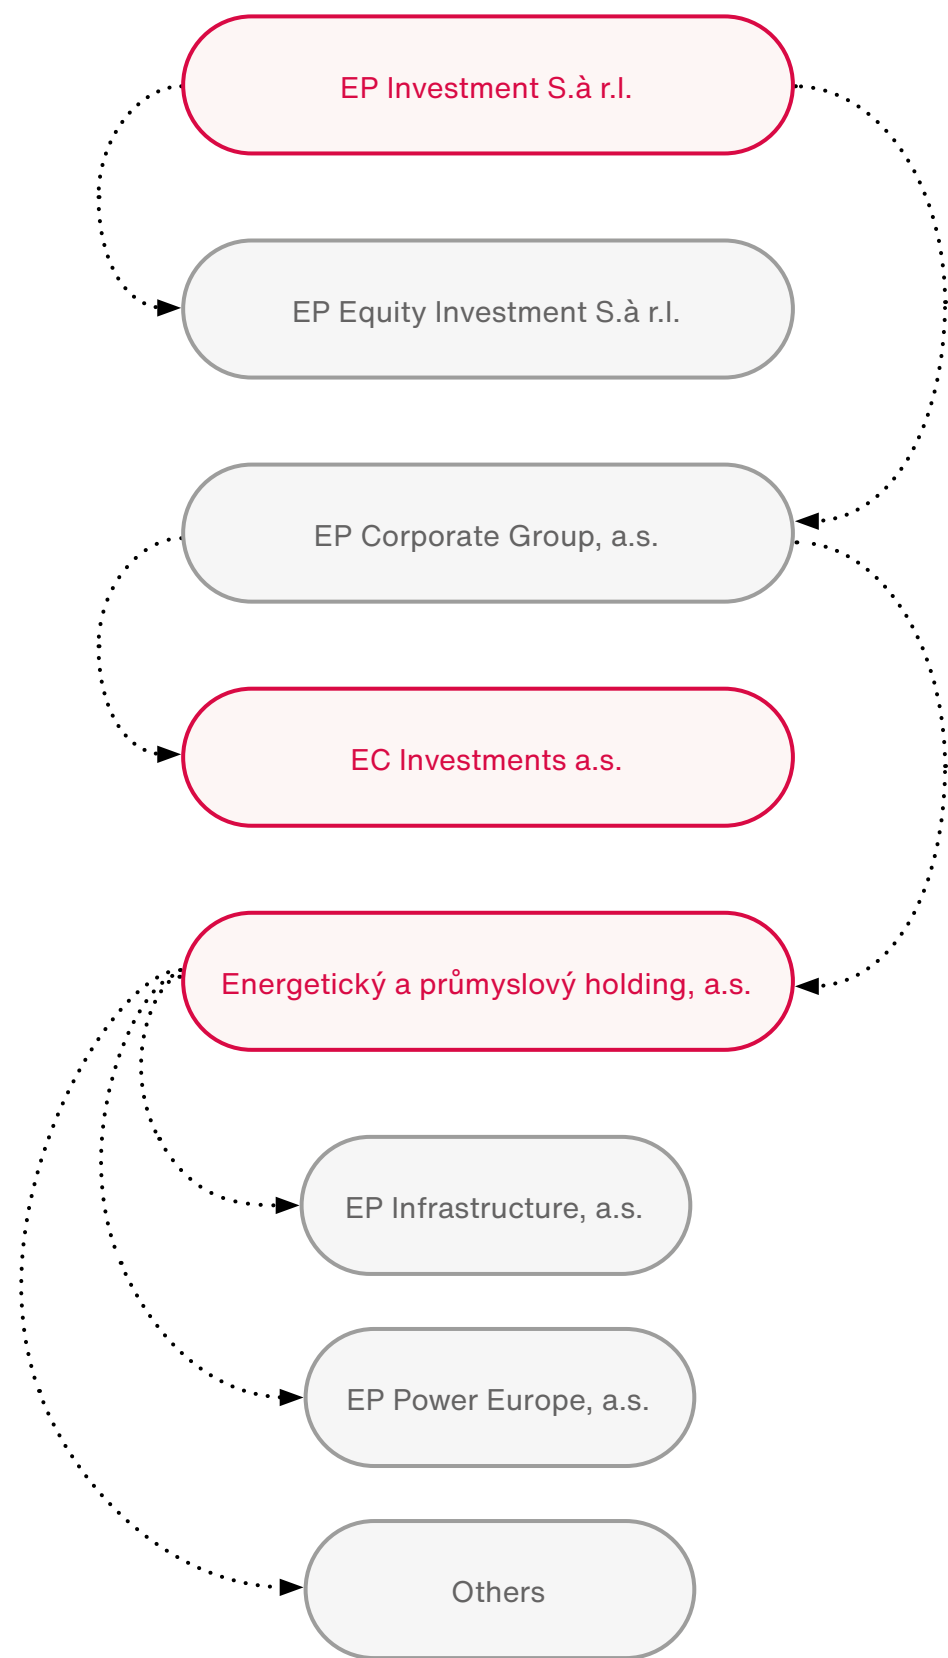 EP Investment S.à r.l.
EP Equity Investment S.à r.l.
EP Corporate Group, a.s.
EC Investments a.s.
Energetický a průmyslový holding, a.s.
EP Infrastructure, a.s.
EP Power Europe, a.s.
Others